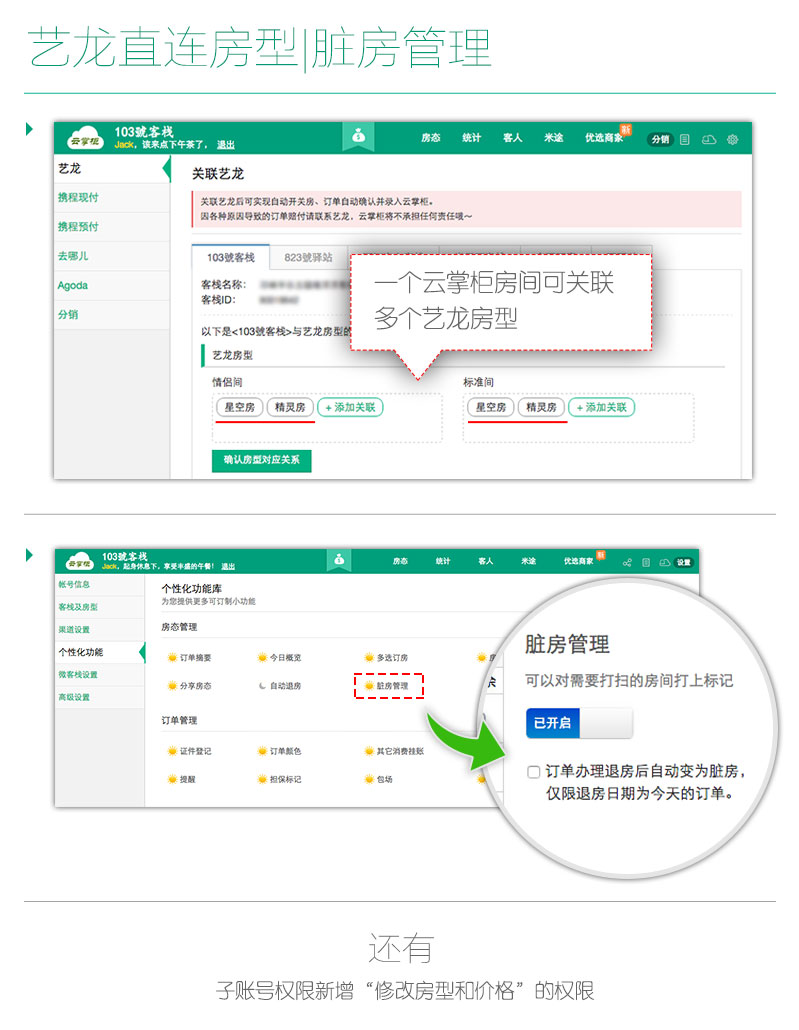 艺龙直连房型|脏房管理
云掌柜
103號客栈
Jack，该来点下午茶了， 退出
房态 统计 客人 米途 优选商家 新 分销
艺龙
携程现付
携程预付
去哪儿
Agoda
分销
关联艺龙
关联艺龙后可实现自动开关房、订单自动确认并录入云掌柜。
因各种原因导致的订单赔付请联系艺龙，云掌柜将不承担任何责任哦～
103號客栈 823號驿站
客栈名称：
客栈ID：
以下是<103號客栈>与艺龙房型的
一个云掌柜房间可关联
多个艺龙房型
艺龙房型
情侣间 标准间
星空房 精灵房 + 添加关联 星空房 精灵房 + 添加关联
确认房型对应关系
云掌柜
103號客栈
Jack，起身休息下，享受丰盛的午餐！ 退出
房态 统计 客人 米途 优选商家 新 设置
帐号信息
客栈及房型
渠道设置
个性化功能
微客栈设置
高级设置
个性化功能库
为您提供更多可订制小功能
房态管理
订单摘要 今日概览 多选订房
分享房态 自动退房 脏房管理
订单管理
证件登记 订单颜色 其它消费挂账
提醒 担保标记 包场
脏房管理
可以对需要打扫的房间打上标记
已开启
订单办理退房后自动变为脏房，
仅限退房日期为今天的订单。
还有
子账号权限新增“修改房型和价格”的权限